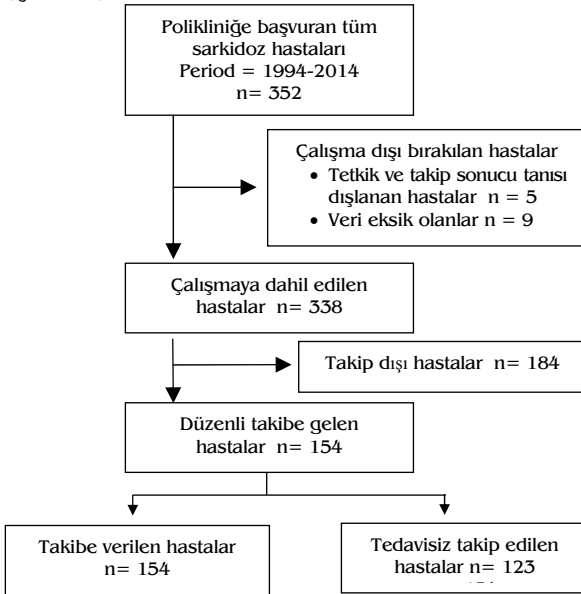 Polikliniğe başvuran tüm
sarkidoz hastaları
Period = 1994-2014
n= 352
Çalışma dışı bırakılan hastalar
• Tetkik ve takip sonucu tanısı
dışlanan hastalar n = 5
• Veri eksik olanlar n = 9
Çalışmaya dahil edilen
hastalar n= 338
Takip dışı hastalar n= 184
Düzenli takibe gelen
hastalar n= 154
Takibe verilen hastalar
n= 154
Tedavisiz takip edilen
hastalar n= 123